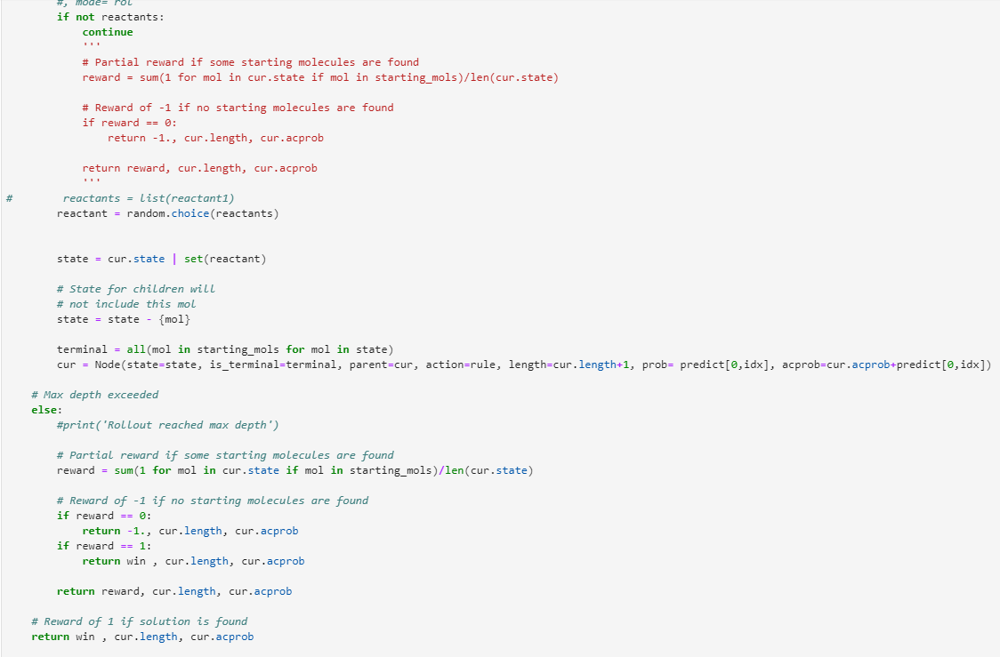 #, mode='rol'
if not reactants:
continue
'''
# Partial reward if some starting molecules are found
reward = sum(1 for mol in cur.state if mol in starting_mols)/len(cur.state)
# Reward of -1 if no starting molecules are found
if reward == 0:
return -1., cur.length, cur.acprob
return reward, cur.length, cur.acprob
'''
# reactants = list(reactant1)
reactant = random.choice(reactants)
state = cur.state | set(reactant)
# State for children will
# not include this mol
state = state - {mol}
terminal = all(mol in starting_mols for mol in state)
cur = Node(state=state, is_terminal=terminal, parent=cur, action=rule, length=cur.length+1, prob= predict[0,idx], acprob=cur.acprob+predict[0,idx])
# Max depth exceeded
else:
#print('Rollout reached max depth')
# Partial reward if some starting molecules are found
reward = sum(1 for mol in cur.state if mol in starting_mols)/len(cur.state)
# Reward of -1 if no starting molecules are found
if reward == 0:
return -1., cur.length, cur.acprob
if reward == 1:
return win , cur.length, cur.acprob
return reward, cur.length, cur.acprob
# Reward of 1 if solution is found
return win , cur.length, cur.acprob